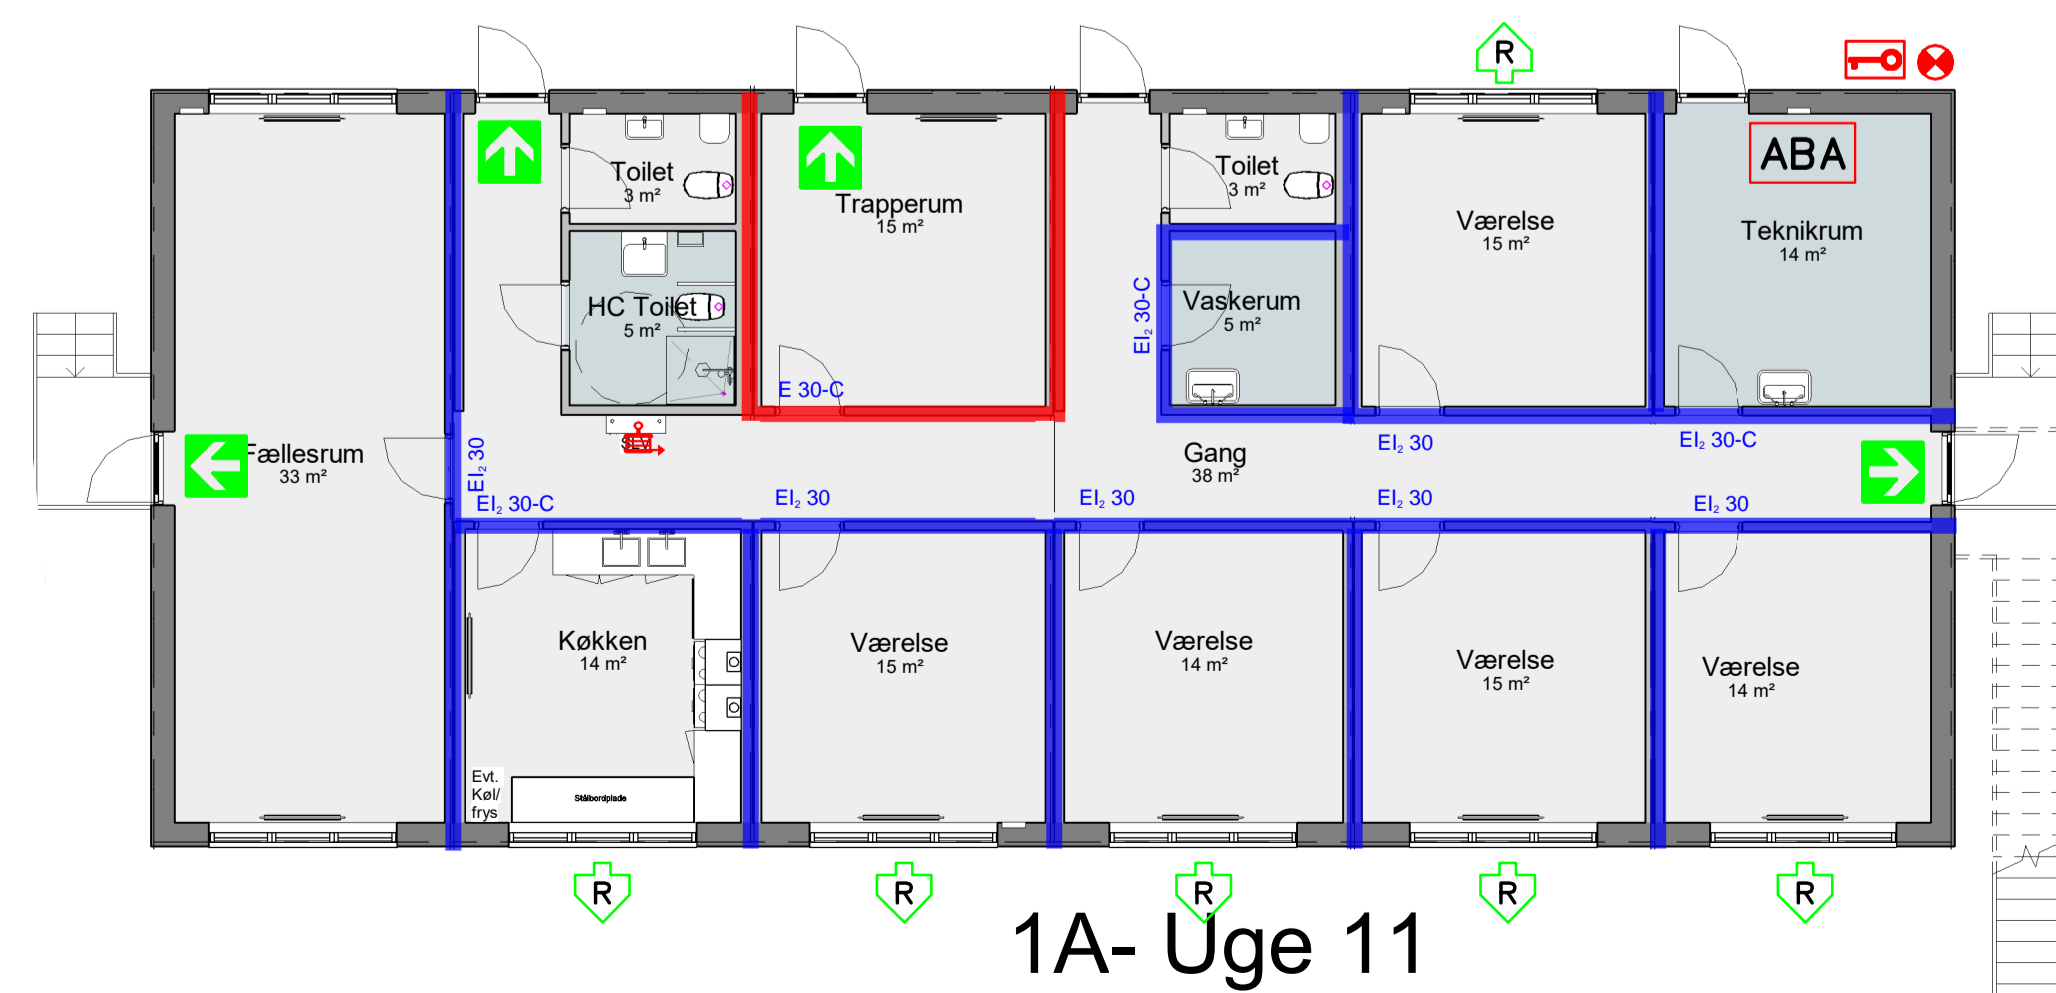 R
ABA
Toilet
3 m²
Trapperum
15 m²
Toilet
3 m²
Værelse
15 m²
Teknikrum
14 m²
HC Toilet
5 m²
EI₂ 30-C
Vaskerum
5 m²
E 30-C
Fællesrum
33 m²
EI₂ 30
Gang
38 m²
EI₂ 30
EI₂ 30-C
EI₂ 30-C
EI₂ 30
EI₂ 30
EI₂ 30
EI₂ 30
Køkken
14 m²
Værelse
15 m²
Værelse
14 m²
Værelse
15 m²
Værelse
14 m²
Evt.
Køl/
frys
Stålbordplade
R
R
R
R
R
1A- Uge 11